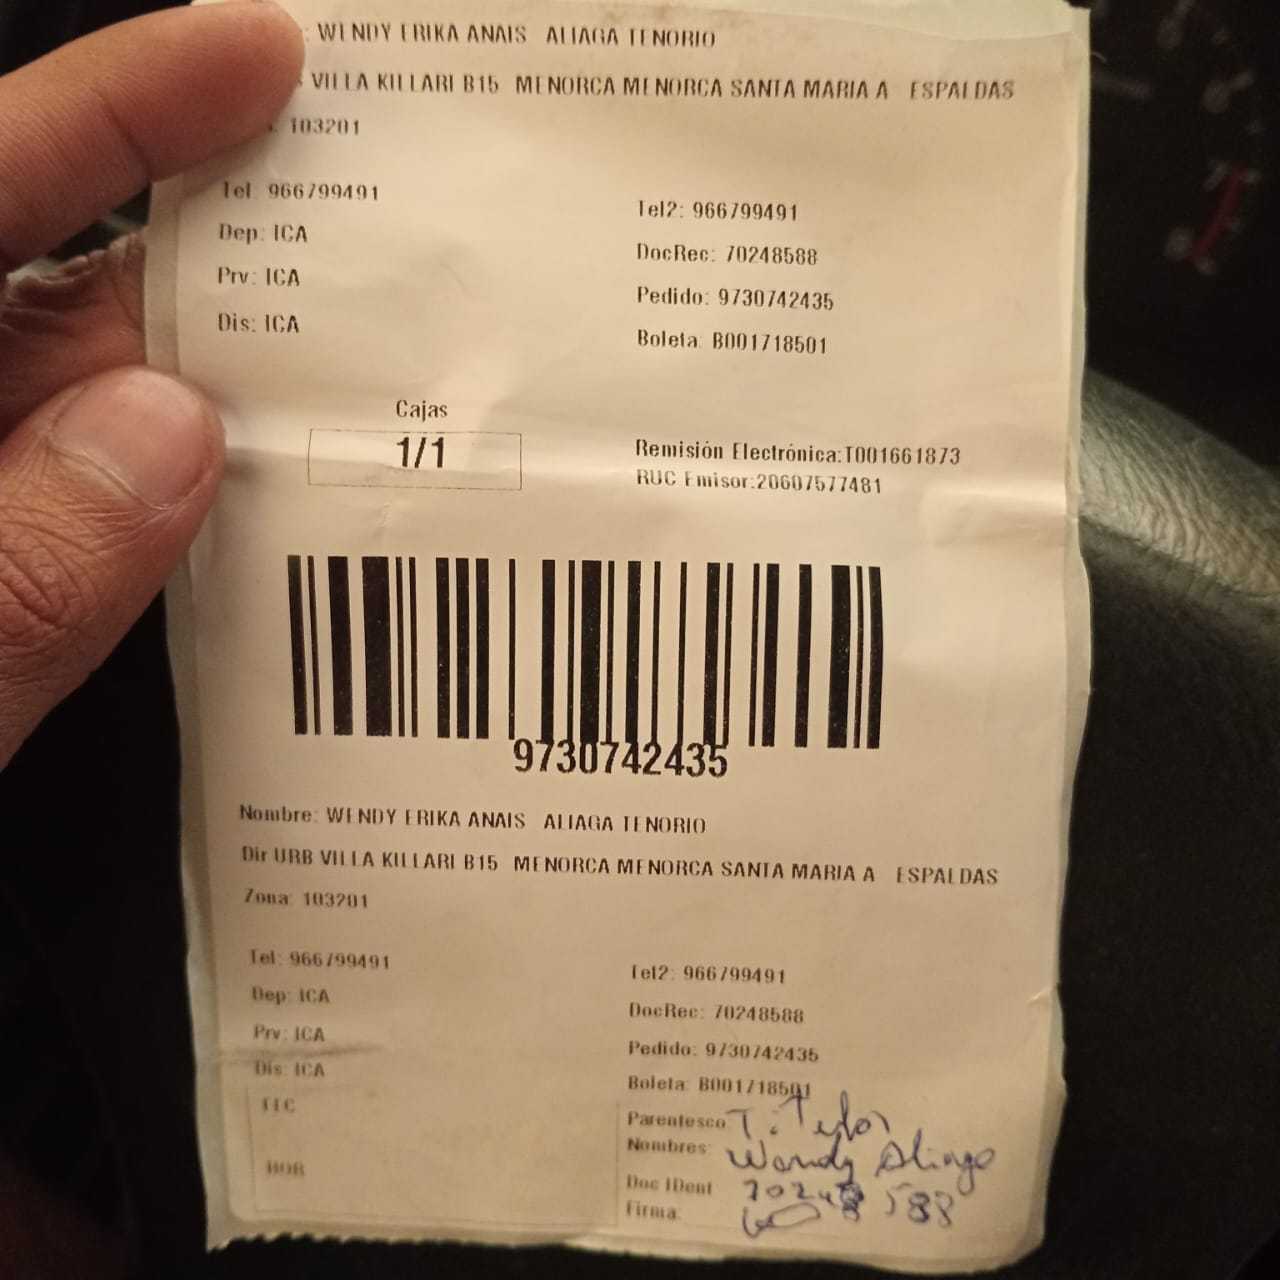 : WENDY ERIKA ANAIS ALIAGA TENORIO
VILLA KILLARI B15 MENORCA MENORCA SANTA MARIA A ESPALDAS
: 103201
Tel: 966799491
Tel2: 966799491
Dep: ICA
DocRec: 70248588
Prv: ICA
Pedido: 9730742435
Dis: ICA
Boleta: B001718501
Cajas
1/1
Remisión Electrónica:T001661873
RUC Emisor:20607577481
9730742435
Nombre: WENDY ERIKA ANAIS ALIAGA TENORIO
Dir URB VILLA KILLARI B15 MENORCA MENORCA SANTA MARIA A ESPALDAS
Zona: 103201
Tel: 966799491
Tel2: 966799491
Dep: ICA
DocRec: 70248588
Prv: ICA
Pedido: 9730742435
Dis: ICA
Boleta: B001718501
Parentesco: T.
Nombres: Wendy Aliaga
Doc IDent 70248588
Firma: